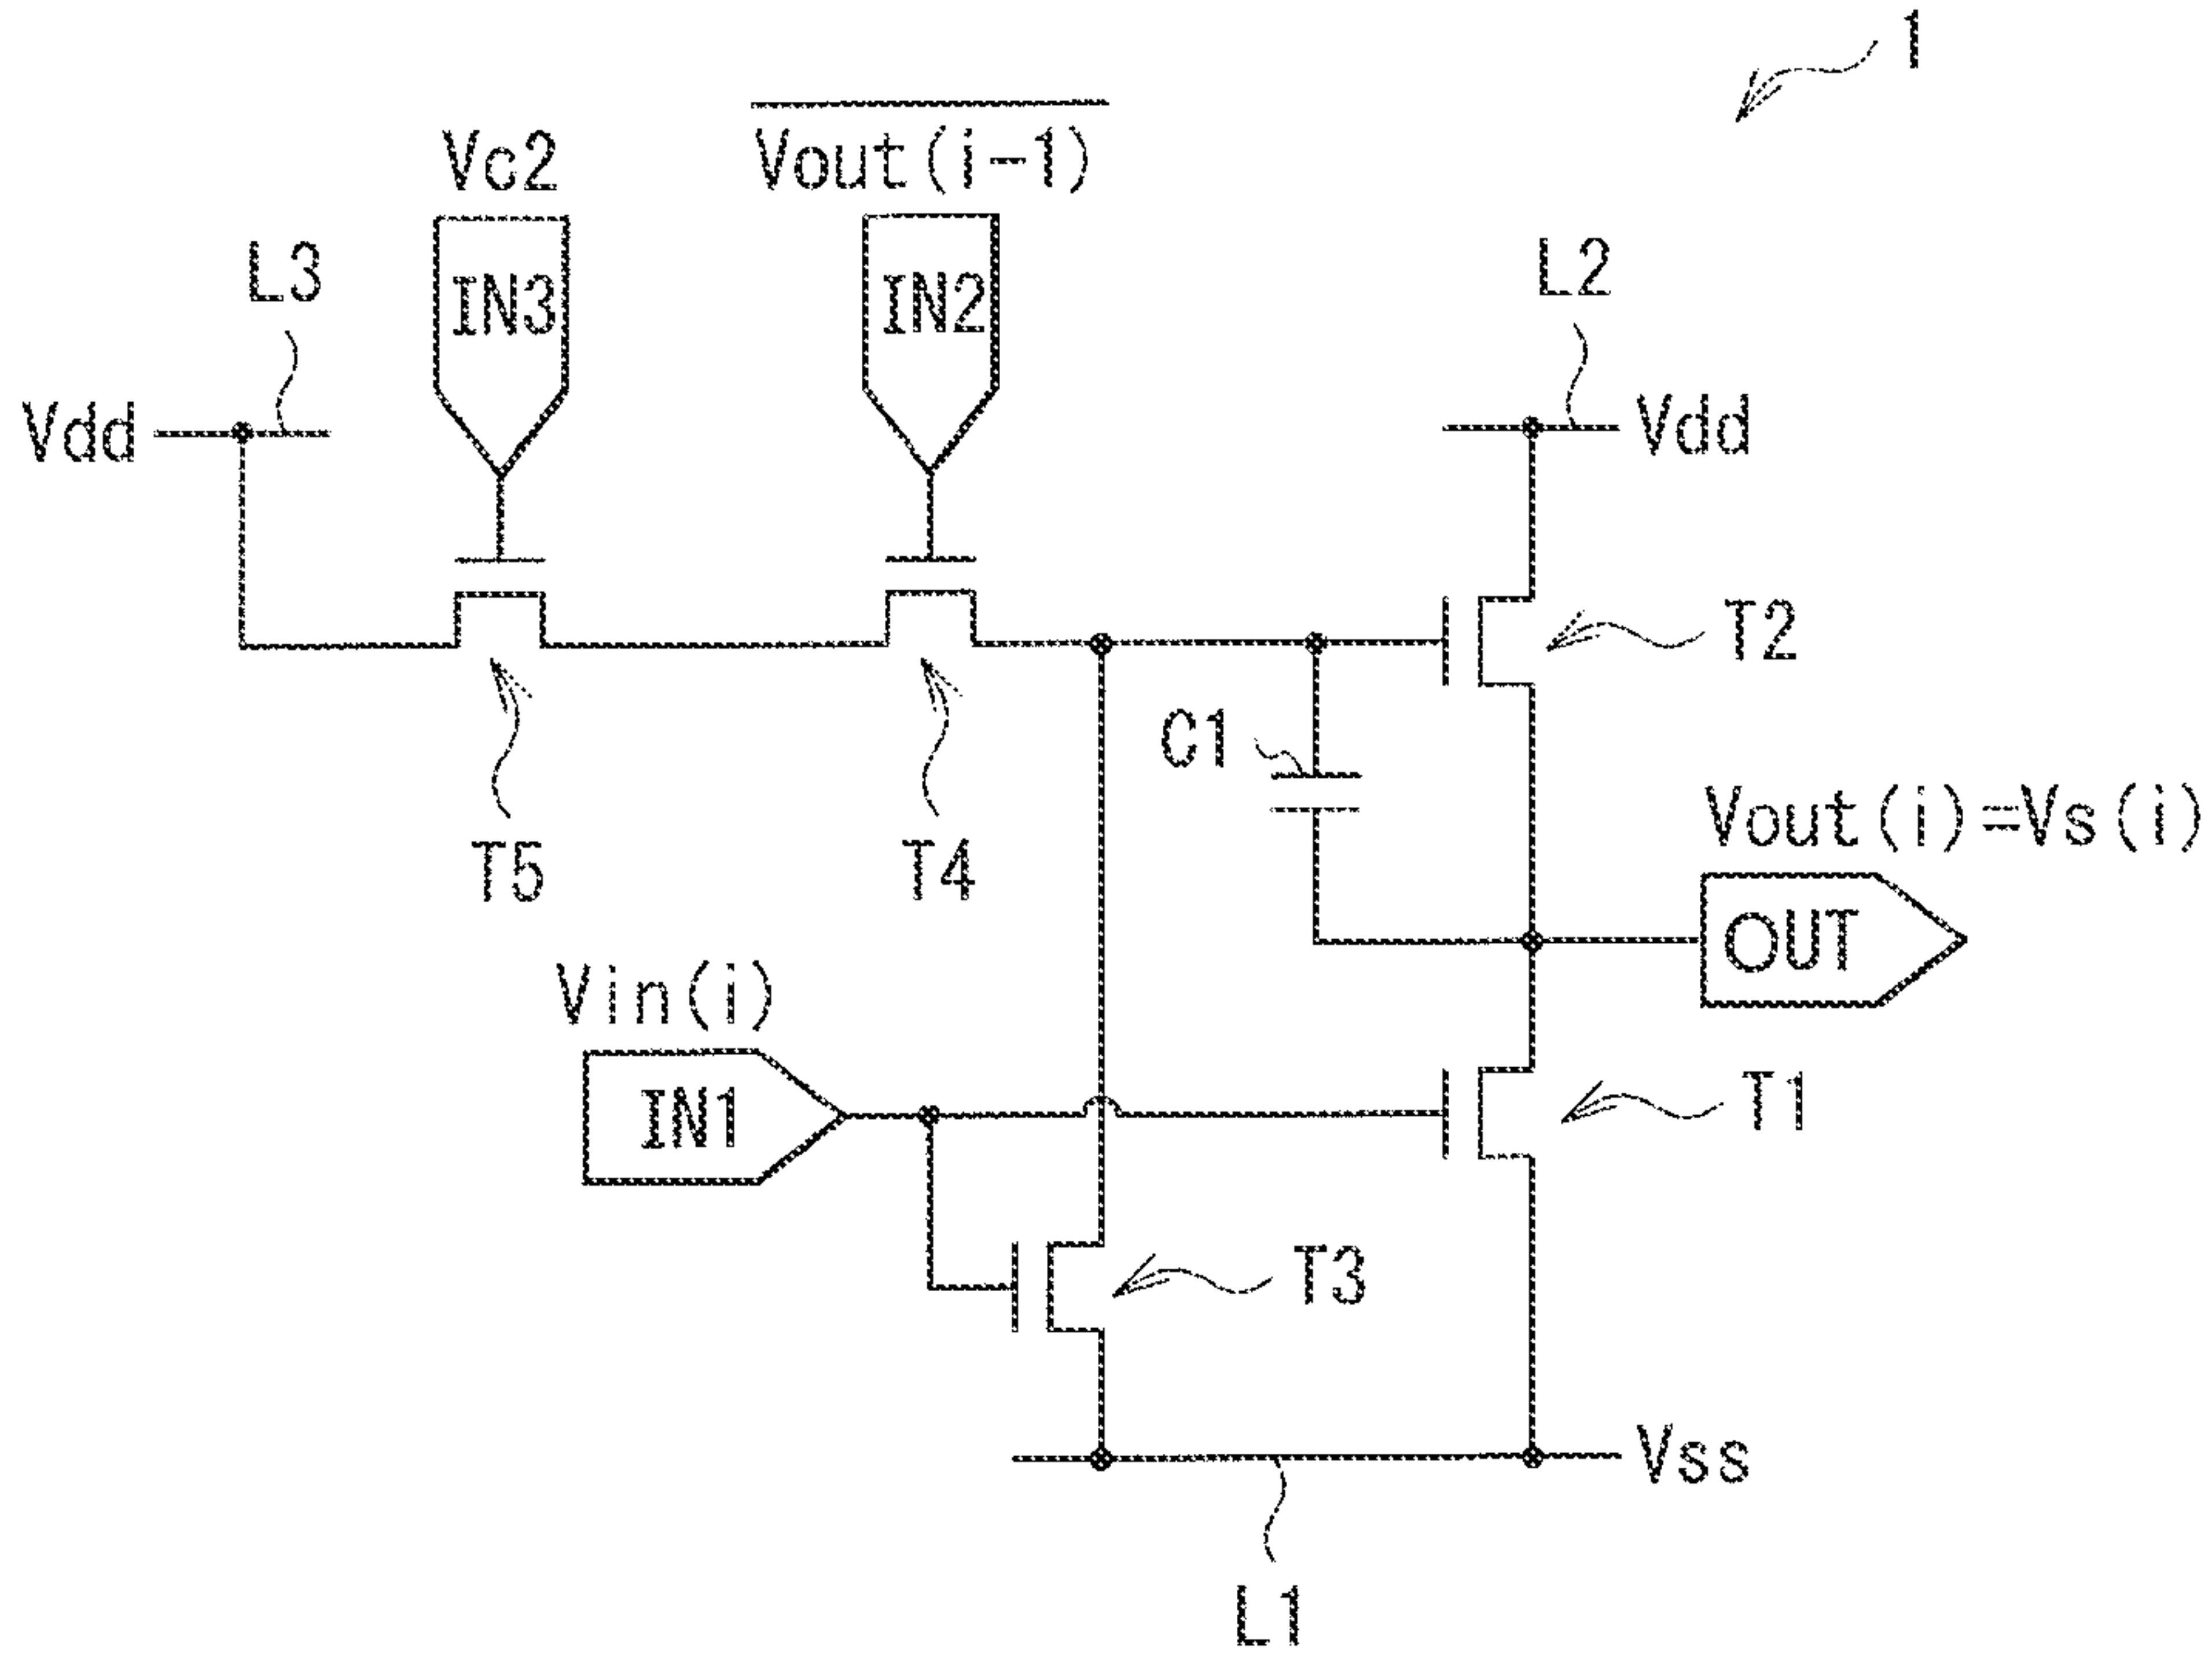 1
Vc2
Vout(i-1)
L3
IN3
IN2
L2
Vdd
Vdd
T2
C1
T5
T4
Vout(i)=Vs(i)
OUT
Vin(i)
IN1
T1
T3
Vss
L1